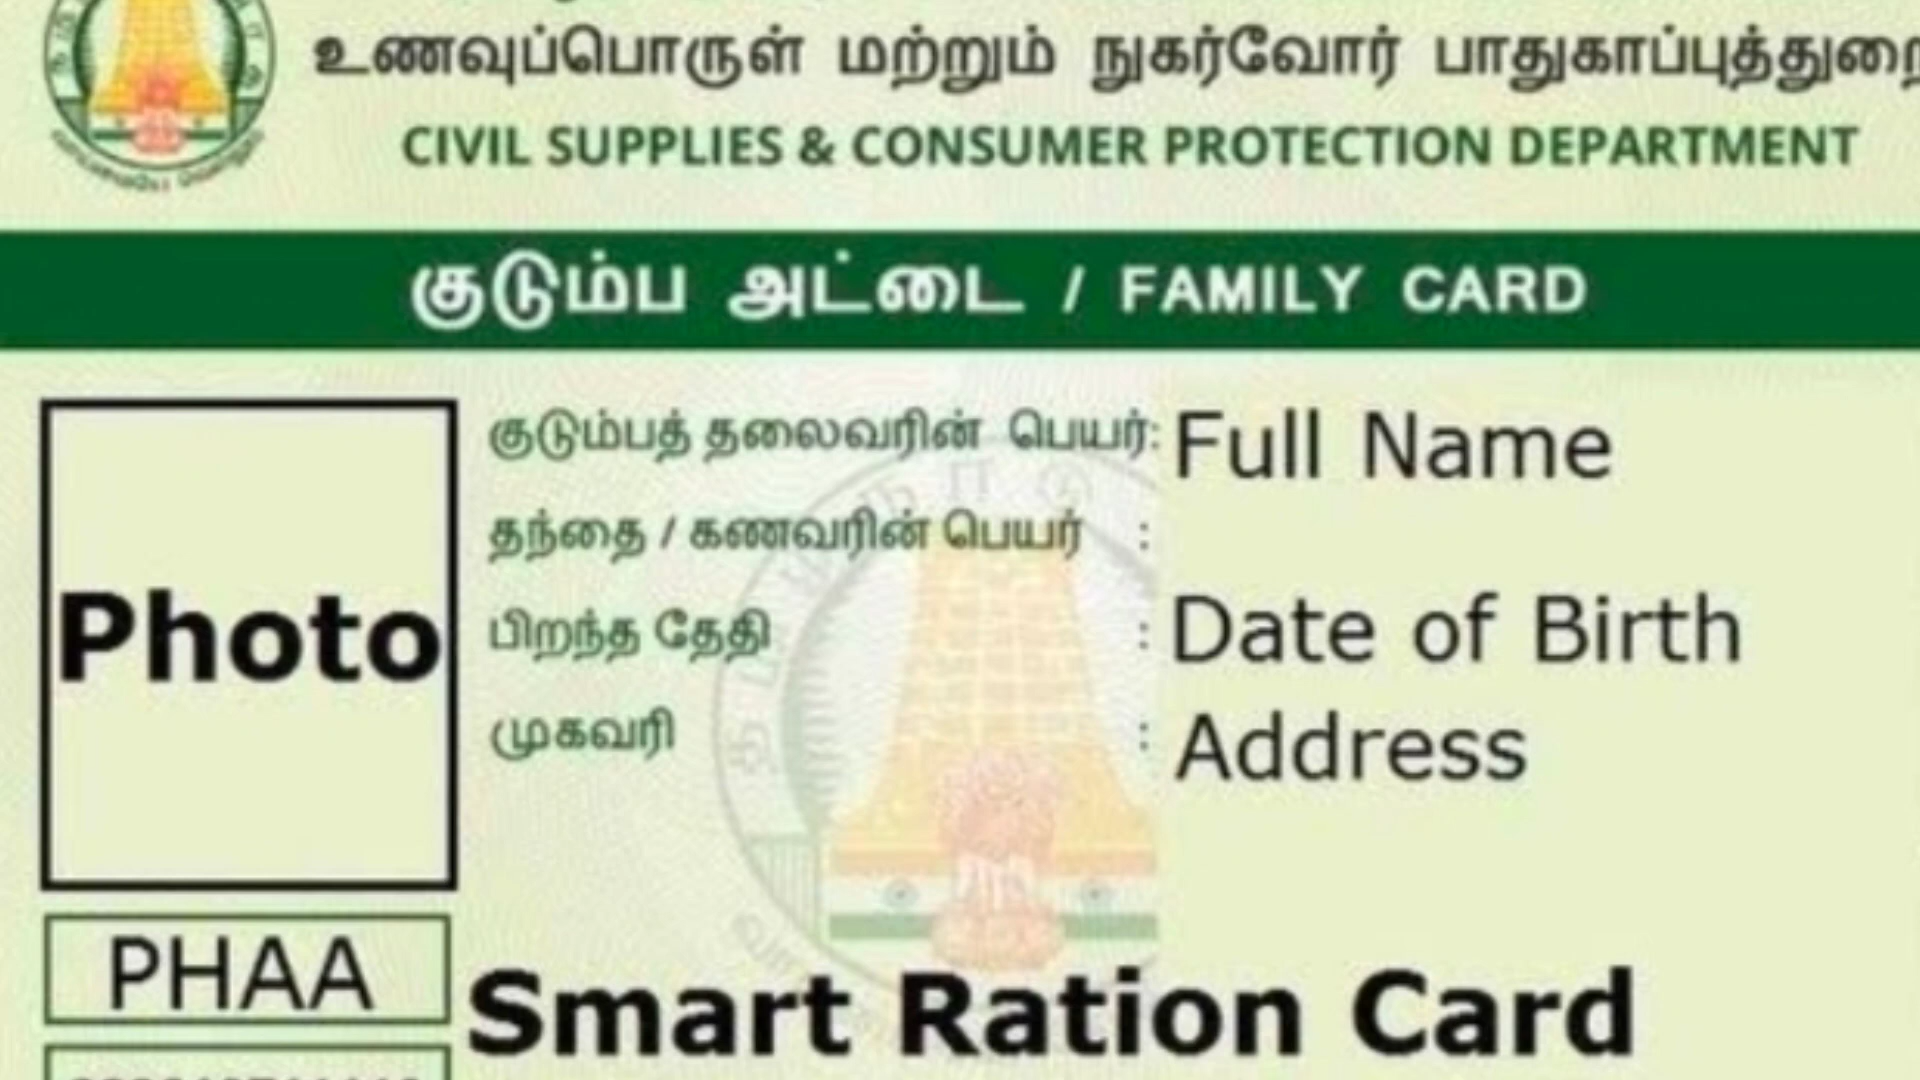 உணவுப்பொருள் மற்றும் நுகர்வோர் பாதுகாப்புத்துறை
CIVIL SUPPLIES & CONSUMER PROTECTION DEPARTMENT
குடும்ப அட்டை / FAMILY CARD
குடும்பத் தலைவரின் பெயர்: Full Name
தந்தை / கணவரின் பெயர் :
பிறந்த தேதி : Date of Birth
முகவரி : Address
Photo
PHAA
Smart Ration Card